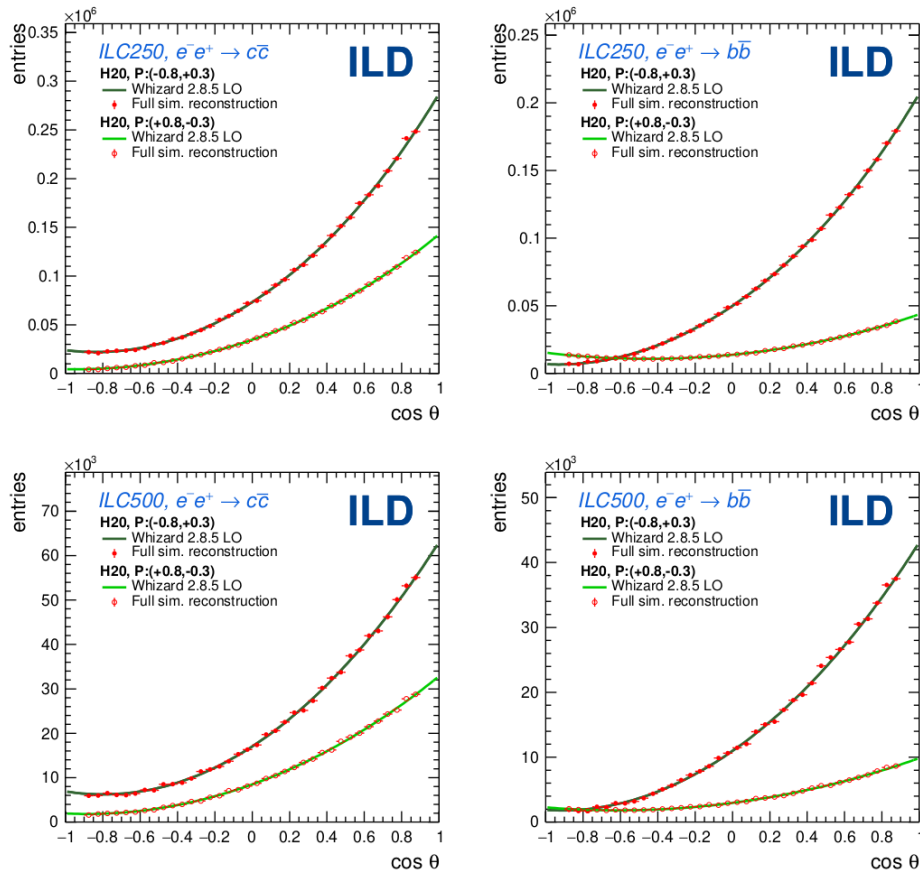 ×10⁶
entries
ILC250, e⁻e⁺ → cc̅
ILD
H20, P:(-0.8,+0.3)
Whizard 2.8.5 LO
Full sim. reconstruction
H20, P:(+0.8,-0.3)
Whizard 2.8.5 LO
Full sim. reconstruction
0.35
0.3
0.25
0.2
0.15
0.1
0.05
0
−1 −0.8 −0.6 −0.4 −0.2 0 0.2 0.4 0.6 0.8 1
cos θ
×10⁶
entries
ILC250, e⁻e⁺ → bb̅
ILD
H20, P:(-0.8,+0.3)
Whizard 2.8.5 LO
Full sim. reconstruction
H20, P:(+0.8,-0.3)
Whizard 2.8.5 LO
Full sim. reconstruction
0.25
0.2
0.15
0.1
0.05
0
−1 −0.8 −0.6 −0.4 −0.2 0 0.2 0.4 0.6 0.8 1
cos θ
×10³
entries
ILC500, e⁻e⁺ → cc̅
ILD
H20, P:(-0.8,+0.3)
Whizard 2.8.5 LO
Full sim. reconstruction
H20, P:(+0.8,-0.3)
Whizard 2.8.5 LO
Full sim. reconstruction
70
60
50
40
30
20
10
0
−1 −0.8 −0.6 −0.4 −0.2 0 0.2 0.4 0.6 0.8 1
cos θ
×10³
entries
ILC500, e⁻e⁺ → bb̅
ILD
H20, P:(-0.8,+0.3)
Whizard 2.8.5 LO
Full sim. reconstruction
H20, P:(+0.8,-0.3)
Whizard 2.8.5 LO
Full sim. reconstruction
50
40
30
20
10
0
−1 −0.8 −0.6 −0.4 −0.2 0 0.2 0.4 0.6 0.8 1
cos θ